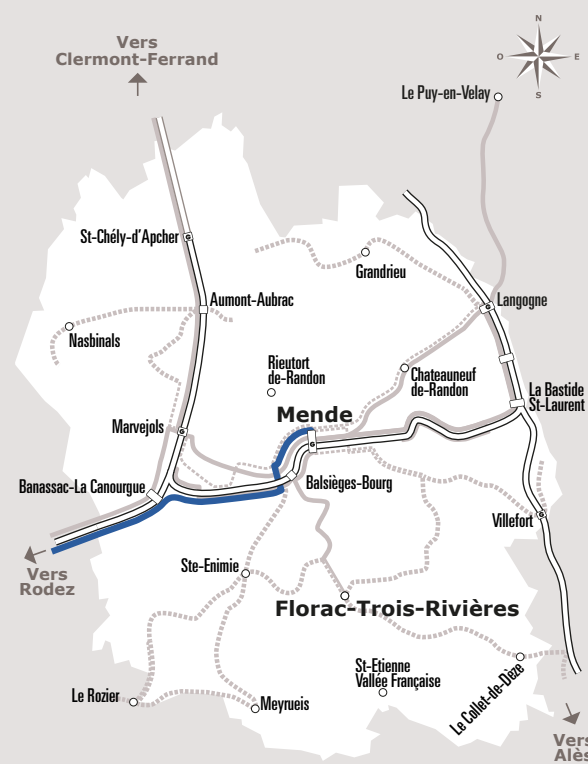 N
Vers
Clermont-Ferrand
O
E
S
Le Puy-en-Velay
St-Chély-d'Apcher
Grandrieu
Aumont-Aubrac
Langogne
Nasbinals
Rieutort
de-Randon
Chateauneuf
de-Randon
La Bastide
St-Laurent
Mende
Marvejols
Balsièges-Bourg
Banassac-La Canourgue
Villefort
Vers
Rodez
Ste-Enimie
Florac-Trois-Rivières
St-Etienne
Vallée Française
Le Collet-de-Dèze
Le Rozier
Meyrueis
Vers
Alès